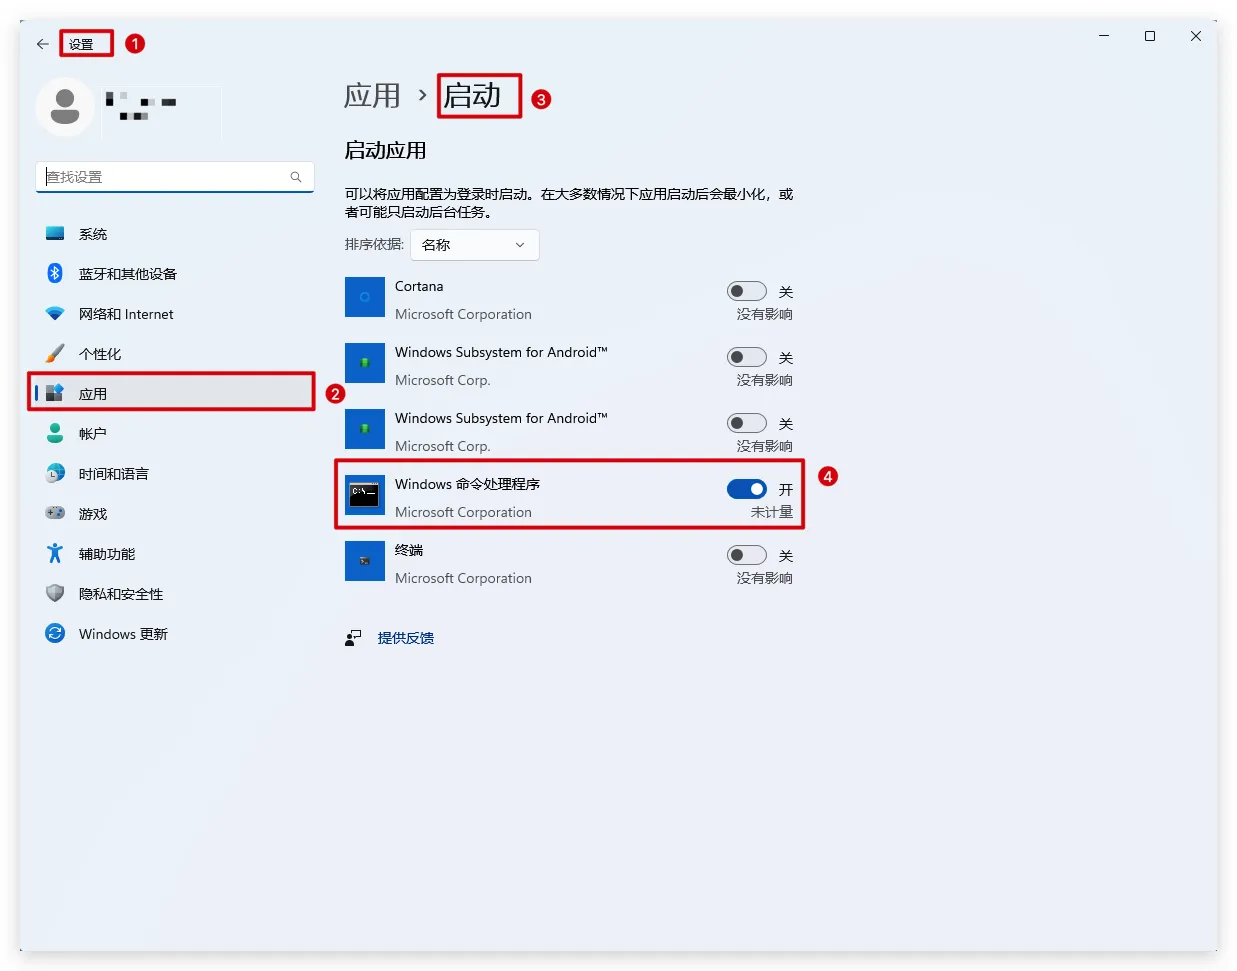 设置
1
查找设置
系统
蓝牙和其他设备
网络和 Internet
个性化
应用
2
帐户
时间和语言
游戏
辅助功能
隐私和安全性
Windows 更新
应用 › 启动
3
启动应用
可以将应用配置为登录时启动。在大多数情况下应用启动后会最小化，或
者可能只启动后台任务。
排序依据: 名称
Cortana
关
Microsoft Corporation
没有影响
Windows Subsystem for Android™
关
Microsoft Corp.
没有影响
Windows Subsystem for Android™
关
Microsoft Corp.
没有影响
C:\_
Windows 命令处理程序
开
4
Microsoft Corporation
未计量
终端
关
Microsoft Corporation
没有影响
提供反馈